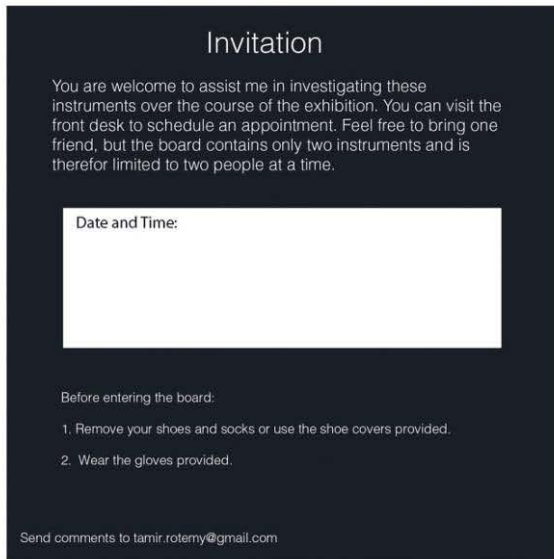 Invitation
You are welcome to assist me in investigating these
instruments over the course of the exhibition. You can visit the
front desk to schedule an appointment. Feel free to bring one
friend, but the board contains only two instruments and is
therefor limited to two people at a time.
Date and Time:
Before entering the board:
1. Remove your shoes and socks or use the shoe covers provided.
2. Wear the gloves provided.
Send comments to tamir.rotemy@gmail.com